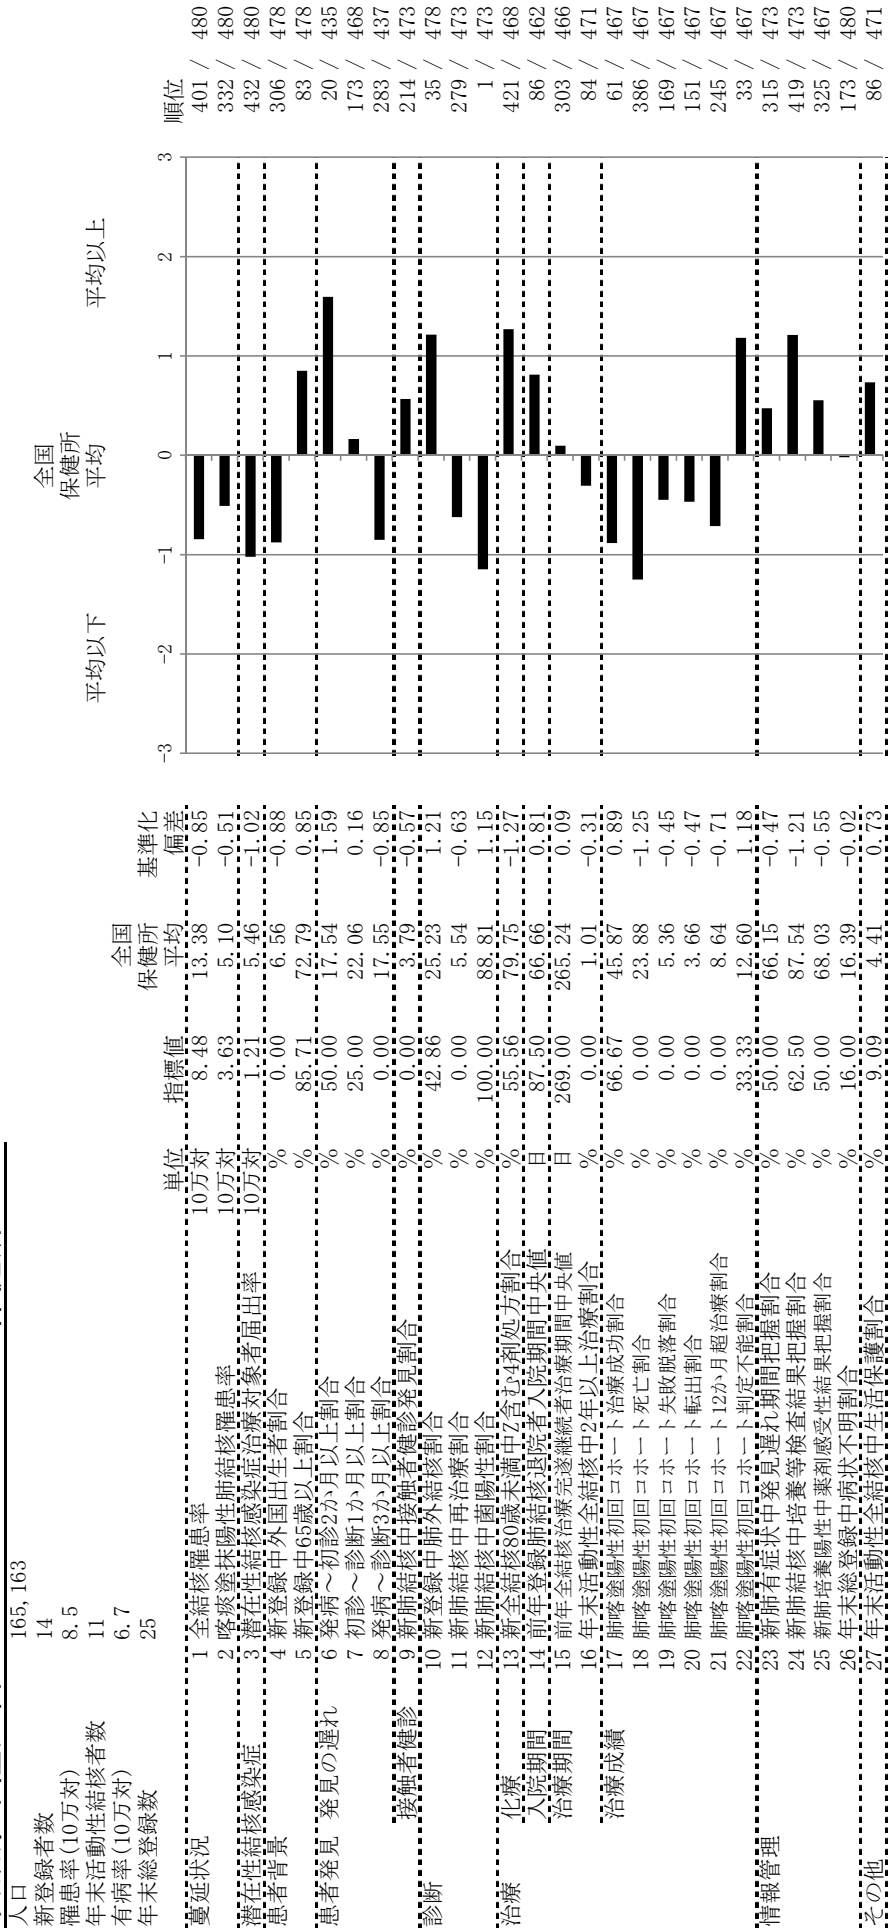 人口 165,163
新登録者数 14
罹患率(10万対) 8.5
年末活動性結核者数 11
有病率(10万対) 6.7
年末総登録数 25
全国
保健所
平均
単位 指標値 基準化
偏差
平均以下 全国
保健所
平均 平均以上
順位
-3 -2 -1 0 1 2 3
蔓延状況 1 全結核罹患率 10万対 8.48 13.38 -0.85 401 / 480
2 喀痰塗抹陽性肺結核罹患率 10万対 3.63 5.10 -0.51 332 / 480
潜在性結核感染症 3 潜在性結核感染症治療対象者届出率 10万対 1.21 5.46 -1.02 432 / 480
患者背景 4 新登録中外国出生者割合 % 0.00 6.56 -0.88 306 / 478
5 新登録中65歳以上割合 % 85.71 72.79 0.85 83 / 478
患者発見 発見の遅れ 6 発病～初診2か月以上割合 % 50.00 17.54 1.59 20 / 435
7 初診～診断1か月以上割合 % 25.00 22.06 0.16 173 / 468
8 発病～診断3か月以上割合 % 0.00 17.55 -0.85 283 / 437
接触者健診 9 新肺結核中接触者健診発見割合 % 0.00 3.79 -0.57 214 / 473
診断 10 新登録中肺外結核割合 % 42.86 25.23 1.21 35 / 478
11 新肺結核中再治療割合 % 0.00 5.54 -0.63 279 / 473
12 新肺結核中菌陽性割合 % 100.00 88.81 1.15 1 / 473
治療 化療 13 新全結核80歳未満中Z含む4剤処方割合 % 55.56 79.75 -1.27 421 / 468
入院期間 14 前年登録肺結核退院者入院期間中央値 日 87.50 66.66 0.81 86 / 462
治療期間 15 前年全結核治療完遂継続者治療期間中央値 日 269.00 265.24 0.09 303 / 466
16 年末活動性全結核中2年以上治療割合 % 0.00 1.01 -0.31 84 / 471
治療成績 17 肺喀塗陽性初回コホート治療成功割合 % 66.67 45.87 0.89 61 / 467
18 肺喀塗陽性初回コホート死亡割合 % 0.00 23.88 -1.25 386 / 467
19 肺喀塗陽性初回コホート失敗脱落割合 % 0.00 5.36 -0.45 169 / 467
20 肺喀塗陽性初回コホート転出割合 % 0.00 3.66 -0.47 151 / 467
21 肺喀塗陽性初回コホート12か月超治療割合 % 0.00 8.64 -0.71 245 / 467
22 肺喀塗陽性初回コホート判定不能割合 % 33.33 12.60 1.18 33 / 467
情報管理 23 新肺有症状中発見遅れ期間把握割合 % 50.00 66.15 -0.47 315 / 473
24 新肺結核中培養等検査結果把握割合 % 62.50 87.54 -1.21 419 / 473
25 新肺培養陽性中薬剤感受性結果把握割合 % 50.00 68.03 -0.55 325 / 467
26 年末総登録中病状不明割合 % 16.00 16.39 -0.02 173 / 480
その他 27 年末活動性全結核中生活保護割合 % 9.09 4.41 0.73 86 / 471